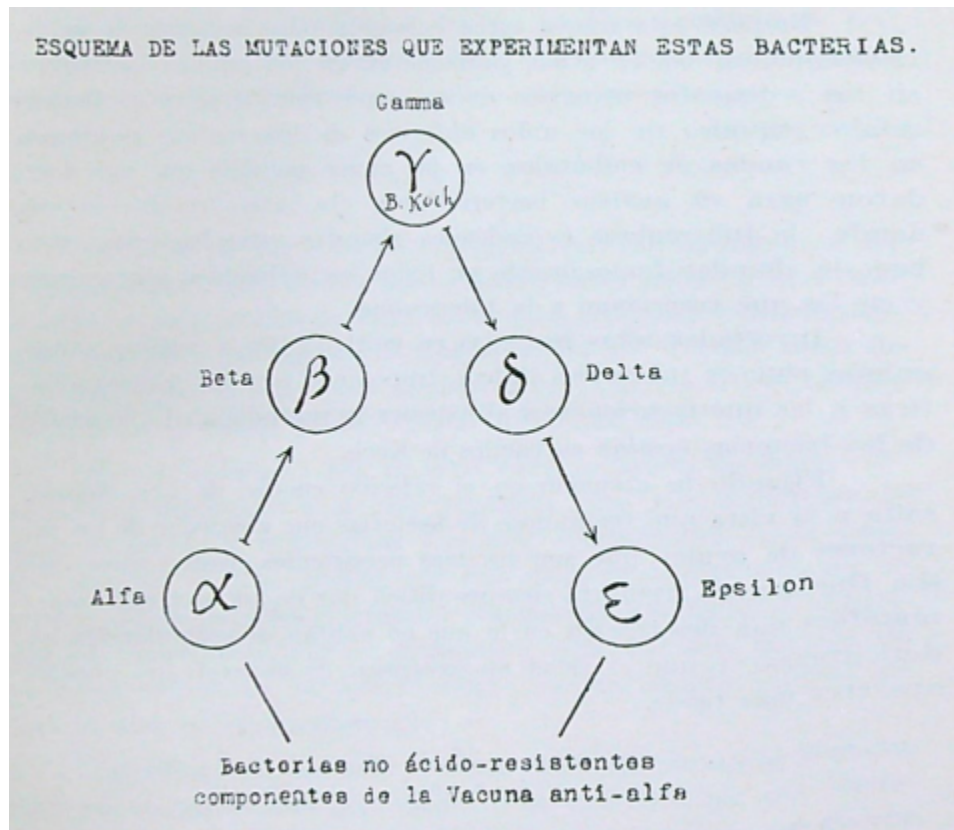 ESQUEMA DE LAS MUTACIONES QUE EXPERIMENTAN ESTAS BACTERIAS.
Gamma
γ
B. Koch
Beta β δ Delta
Alfa α ε Epsilon
Bacterias no ácido-resistentes
componentes de la Vacuna anti-alfa